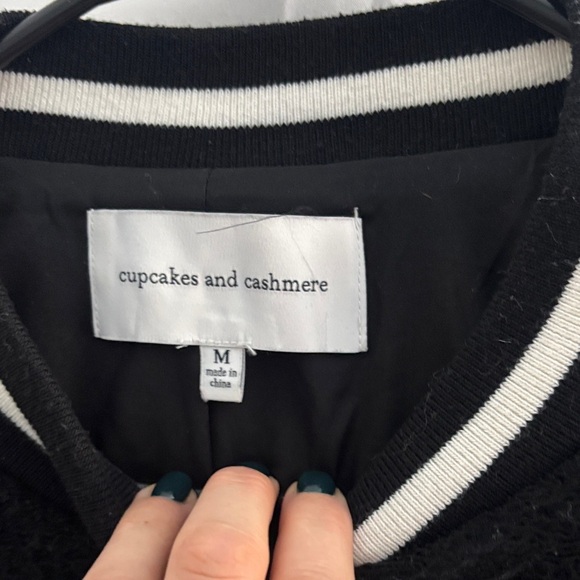 cupcakes and cashmere
M
made in
china